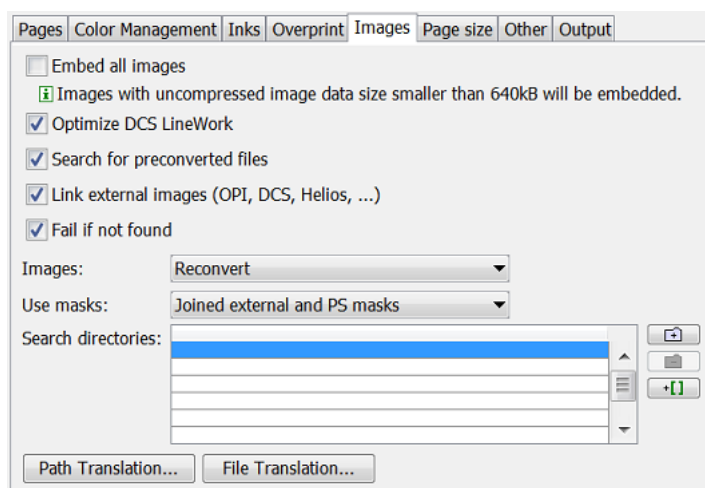 Pages Color Management Inks Overprint Images Page size Other Output
Embed all images
Images with uncompressed image data size smaller than 640kB will be embedded.
Optimize DCS LineWork
Search for preconverted files
Link external images (OPI, DCS, Helios, ...)
Fail if not found
Images: Reconvert
Use masks: Joined external and PS masks
Search directories:
+[]
Path Translation... File Translation...